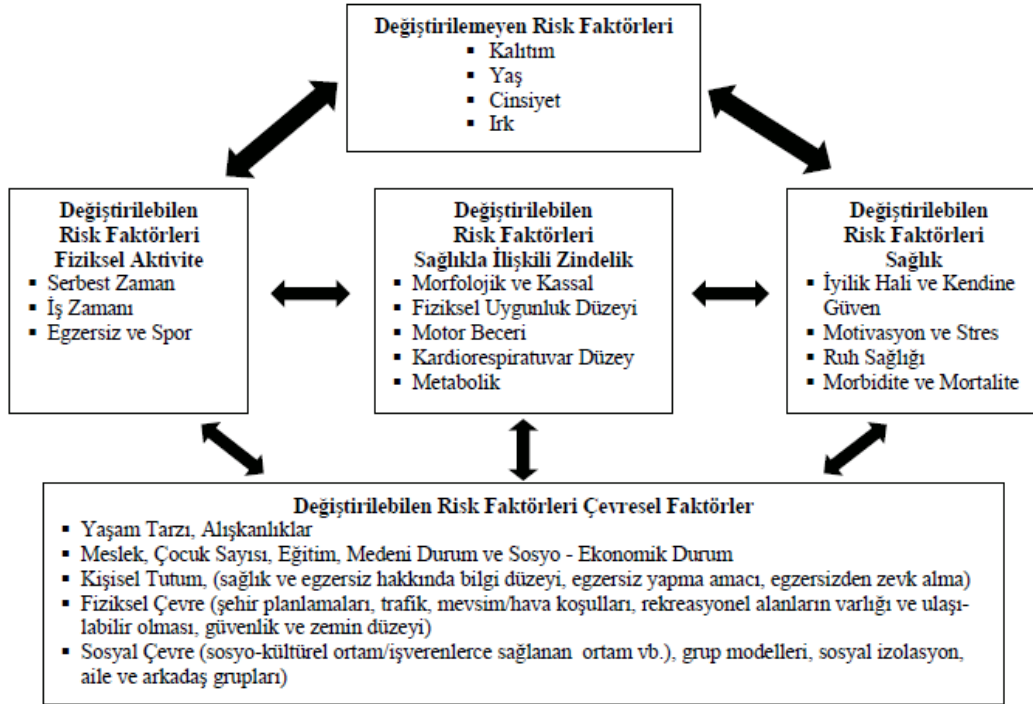 Değiştirilemeyen Risk Faktörleri
▪ Kalıtım
▪ Yaş
▪ Cinsiyet
▪ Irk
Değiştirilebilen
Risk Faktörleri
Fiziksel Aktivite
▪ Serbest Zaman
▪ İş Zamanı
▪ Egzersiz ve Spor
Değiştirilebilen
Risk Faktörleri
Sağlıkla İlişkili Zindelik
▪ Morfolojik ve Kassal
▪ Fiziksel Uygunluk Düzeyi
▪ Motor Beceri
▪ Kardiorespiratuvar Düzey
▪ Metabolik
Değiştirilebilen
Risk Faktörleri
Sağlık
▪ İyilik Hali ve Kendine
Güven
▪ Motivasyon ve Stres
▪ Ruh Sağlığı
▪ Morbidite ve Mortalite
Değiştirilebilen Risk Faktörleri Çevresel Faktörler
▪ Yaşam Tarzı, Alışkanlıklar
▪ Meslek, Çocuk Sayısı, Eğitim, Medeni Durum ve Sosyo - Ekonomik Durum
▪ Kişisel Tutum, (sağlık ve egzersiz hakkında bilgi düzeyi, egzersiz yapma amacı, egzersizden zevk alma)
▪ Fiziksel Çevre (şehir planlamaları, trafik, mevsim/hava koşulları, rekreasyonel alanların varlığı ve ulaşı-
labilir olması, güvenlik ve zemin düzeyi)
▪ Sosyal Çevre (sosyo-kültürel ortam/işverenlerce sağlanan ortam vb.), grup modelleri, sosyal izolasyon,
aile ve arkadaş grupları)